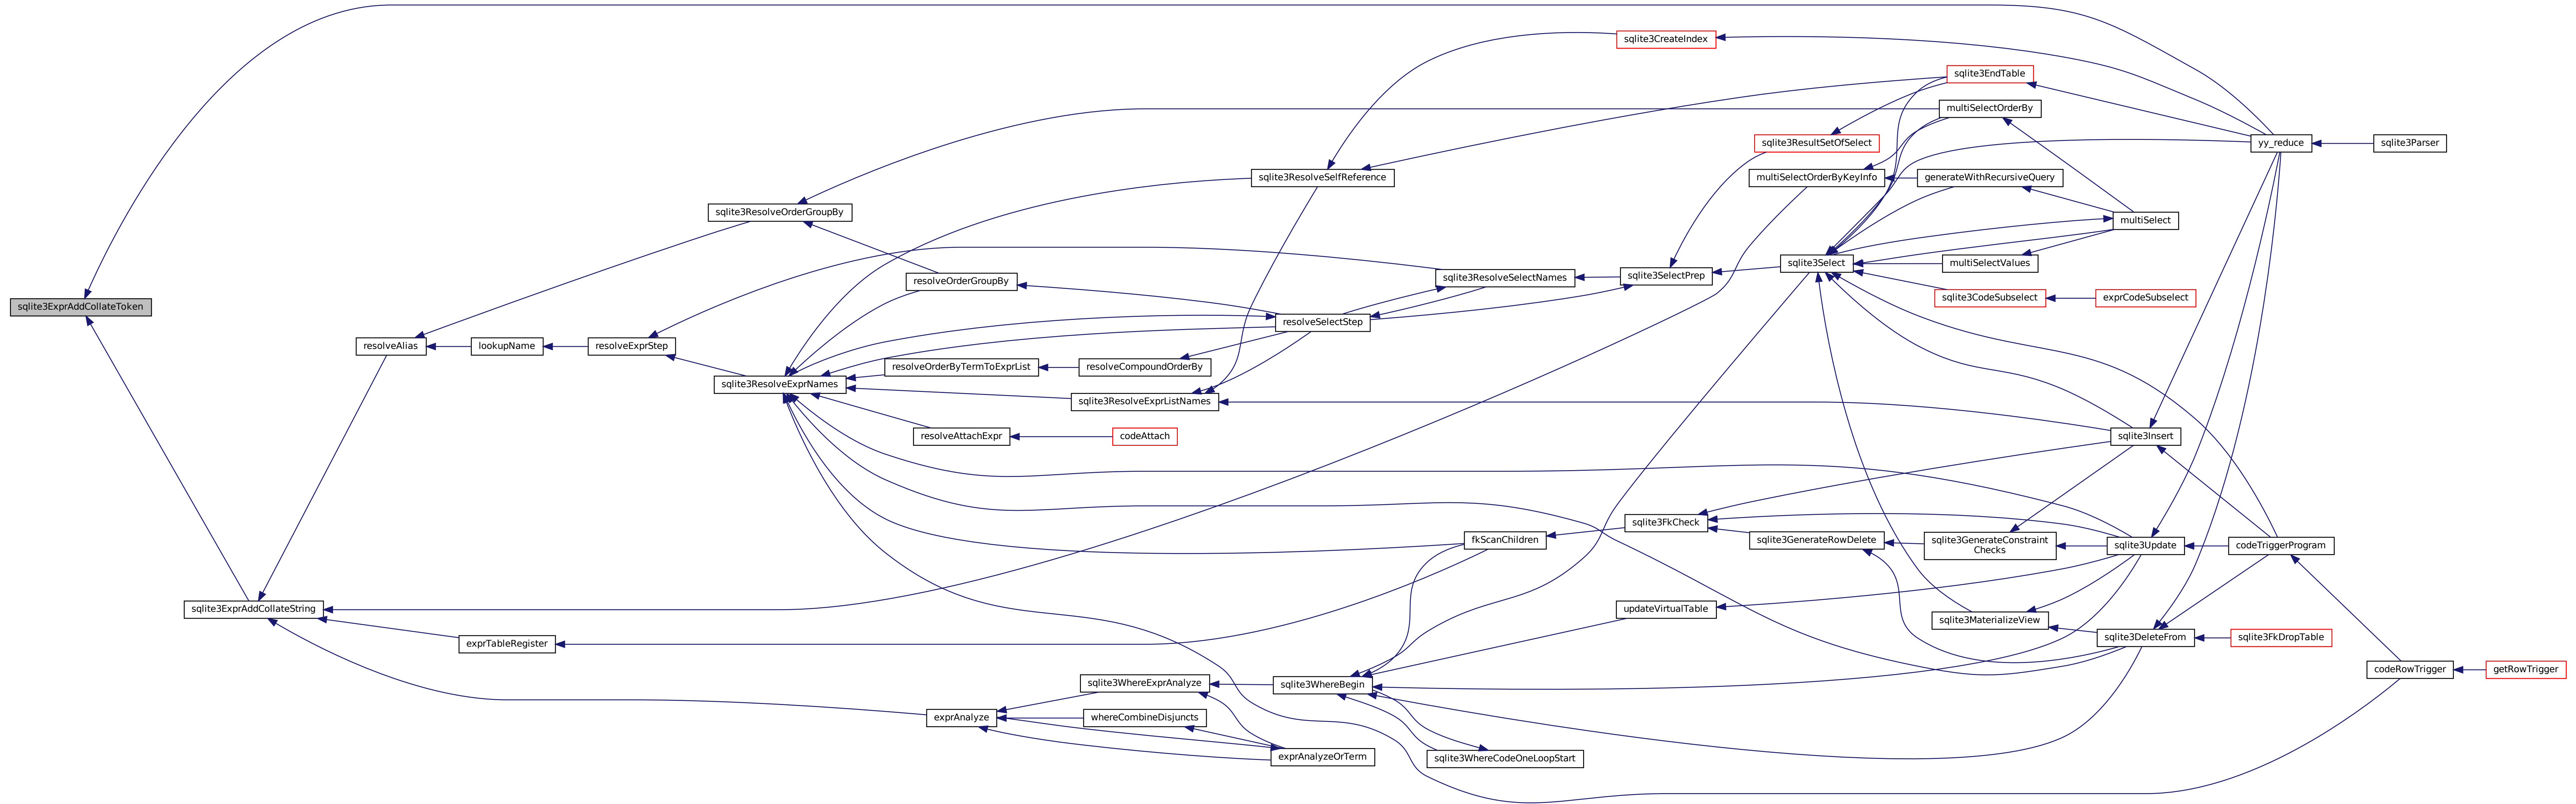 sqlite3ExprAddCollateToken
sqlite3ExprAddCollateString
resolveAlias
lookupName
exprTableRegister
resolveExprStep
sqlite3ResolveOrderGroupBy
sqlite3ResolveExprNames
resolveOrderGroupBy
resolveOrderByTermToExprList
resolveAttachExpr
exprAnalyze
resolveCompoundOrderBy
sqlite3ResolveExprListNames
codeAttach
sqlite3WhereExprAnalyze
whereCombineDisjuncts
sqlite3ResolveSelfReference
sqlite3ResolveSelectNames
resolveSelectStep
sqlite3WhereBegin
exprAnalyzeOrTerm
fkScanChildren
sqlite3WhereCodeOneLoopStart
sqlite3CreateIndex
sqlite3SelectPrep
sqlite3FkCheck
updateVirtualTable
sqlite3ResultSetOfSelect
multiSelectOrderByKeyInfo
sqlite3Select
sqlite3GenerateRowDelete
sqlite3EndTable
multiSelectOrderBy
generateWithRecursiveQuery
multiSelectValues
sqlite3CodeSubselect
sqlite3GenerateConstraint
Checks
sqlite3MaterializeView
multiSelect
exprCodeSubselect
sqlite3Insert
sqlite3Update
sqlite3DeleteFrom
yy_reduce
codeTriggerProgram
sqlite3FkDropTable
sqlite3Parser
codeRowTrigger
getRowTrigger